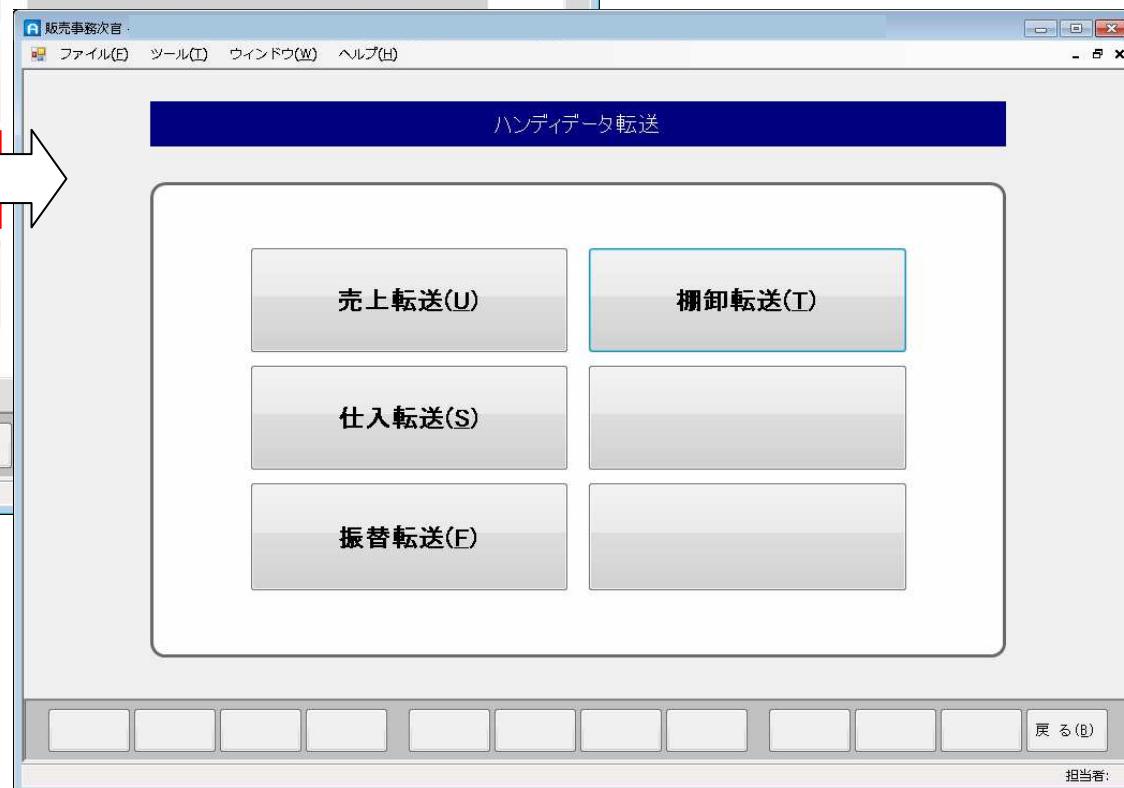 販売事務次官 -
ファイル(F) ツール(T) ウィンドウ(W) ヘルプ(H)
ハンディデータ転送
売上転送(U) 棚卸転送(T)
仕入転送(S)
振替転送(F)
戻 る(B)
担当者: